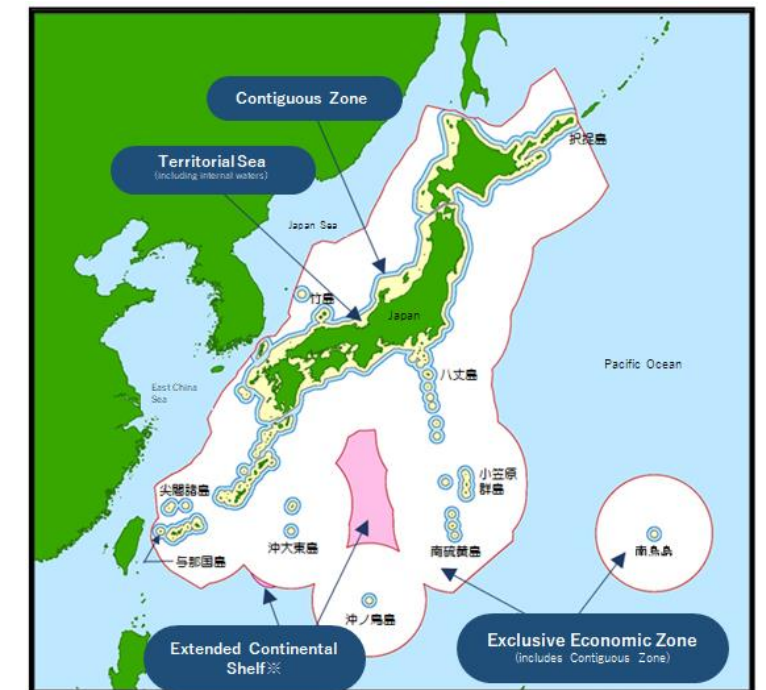 Contiguous Zone
Territorial Sea
(including internal waters)
択捉島
Japan Sea
竹島
Japan
Pacific Ocean
八丈島
East China
Sea
小笠原
群島
尖閣諸島
沖大東島
南硫黄島
南鳥島
与那国島
沖ノ鳥島
Extended Continental
Shelf※
Exclusive Economic Zone
(includes Contiguous Zone)